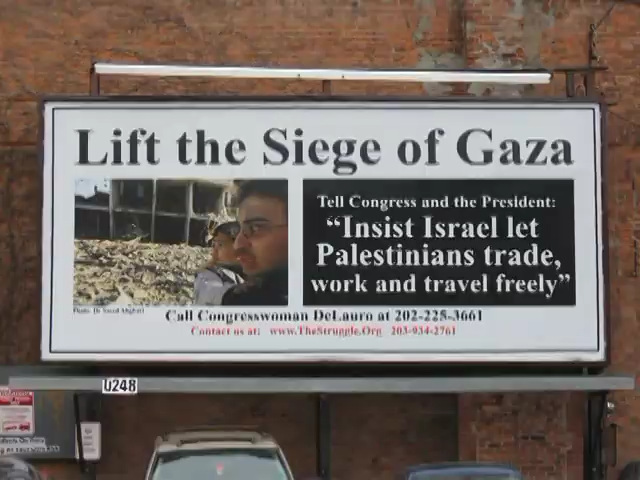 Lift the Siege of Gaza
Tell Congress and the President:
“Insist Israel let
Palestinians trade,
work and travel freely”
Call Congresswoman DeLauro at 202-225-3661
Contact us at: www.TheStruggle.Org 203-934-2761
U248